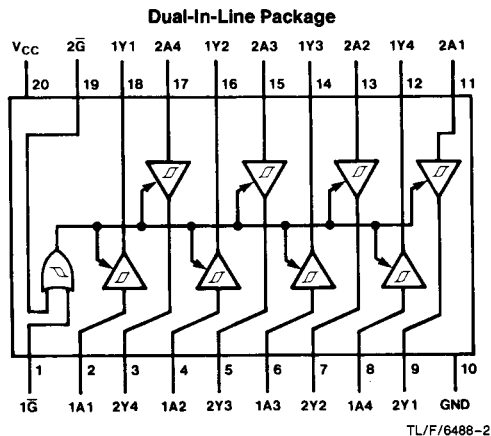 Dual-In-Line Package
VCC 2G̅ 1Y1 2A4 1Y2 2A3 1Y3 2A2 1Y4 2A1
20 19 18 17 16 15 14 13 12 11
1 2 3 4 5 6 7 8 9 10
1G̅ 1A1 2Y4 1A2 2Y3 1A3 2Y2 1A4 2Y1 GND
TL/F/6488-2